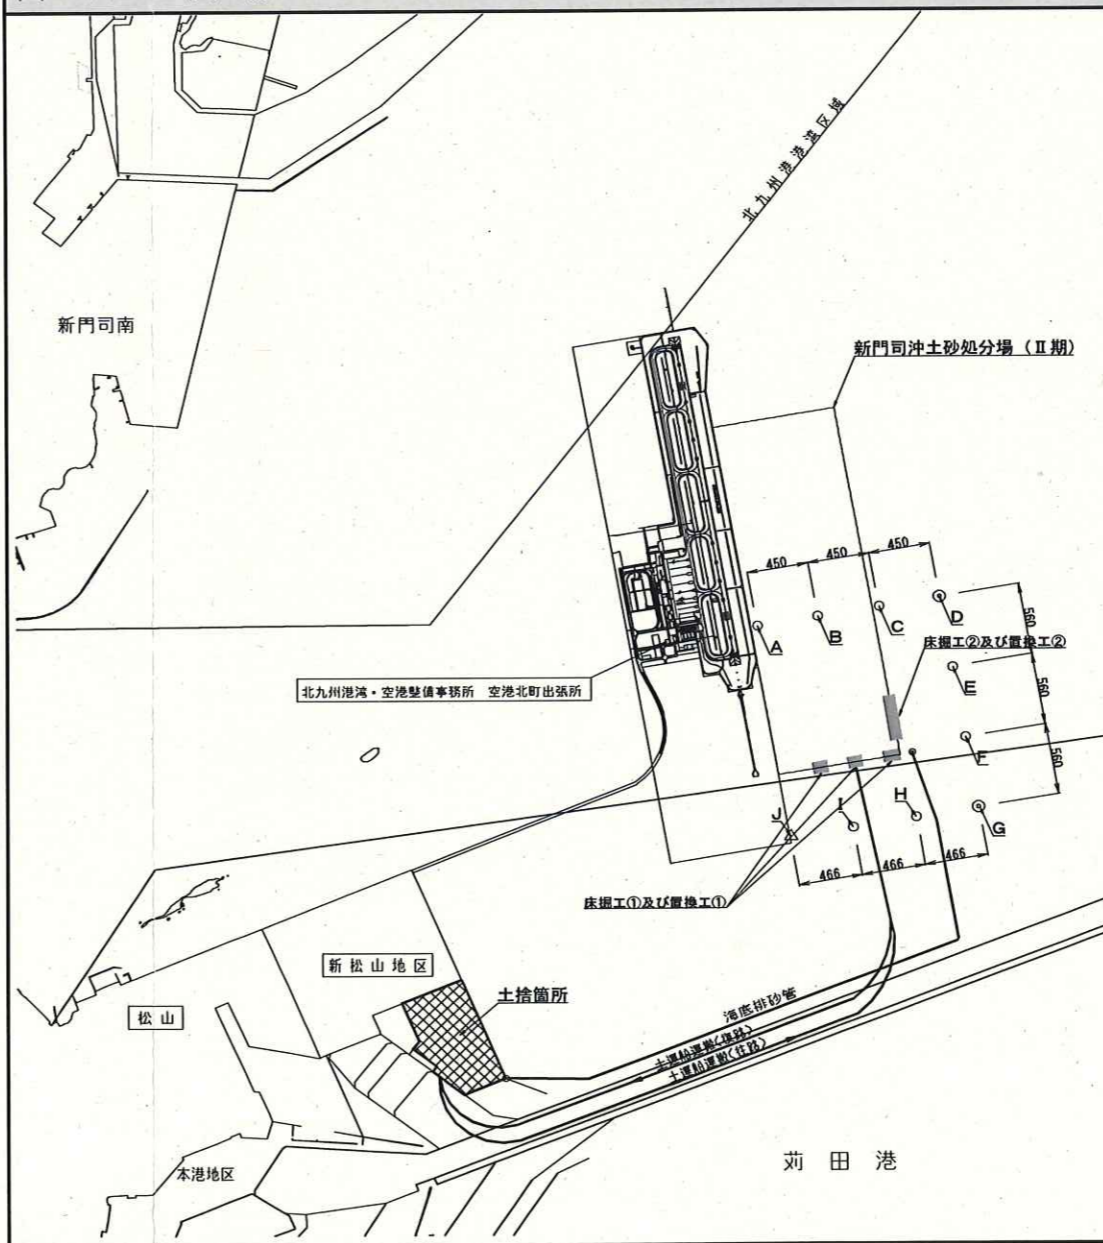 北九州港港湾区域
新門司南
新門司沖土砂処分場（Ⅱ期）
450
450
450
A
B
C
D
560
床掘工②及び置換工②
E
560
F
560
北九州港湾・空港整備事務所 空港北町出張所
J
I
H
G
466
466
466
床掘工①及び置換工①
新松山地区
土捨箇所
松山
海底排砂管
土運船運搬(復路)
土運船運搬(往路)
本港地区
苅田港